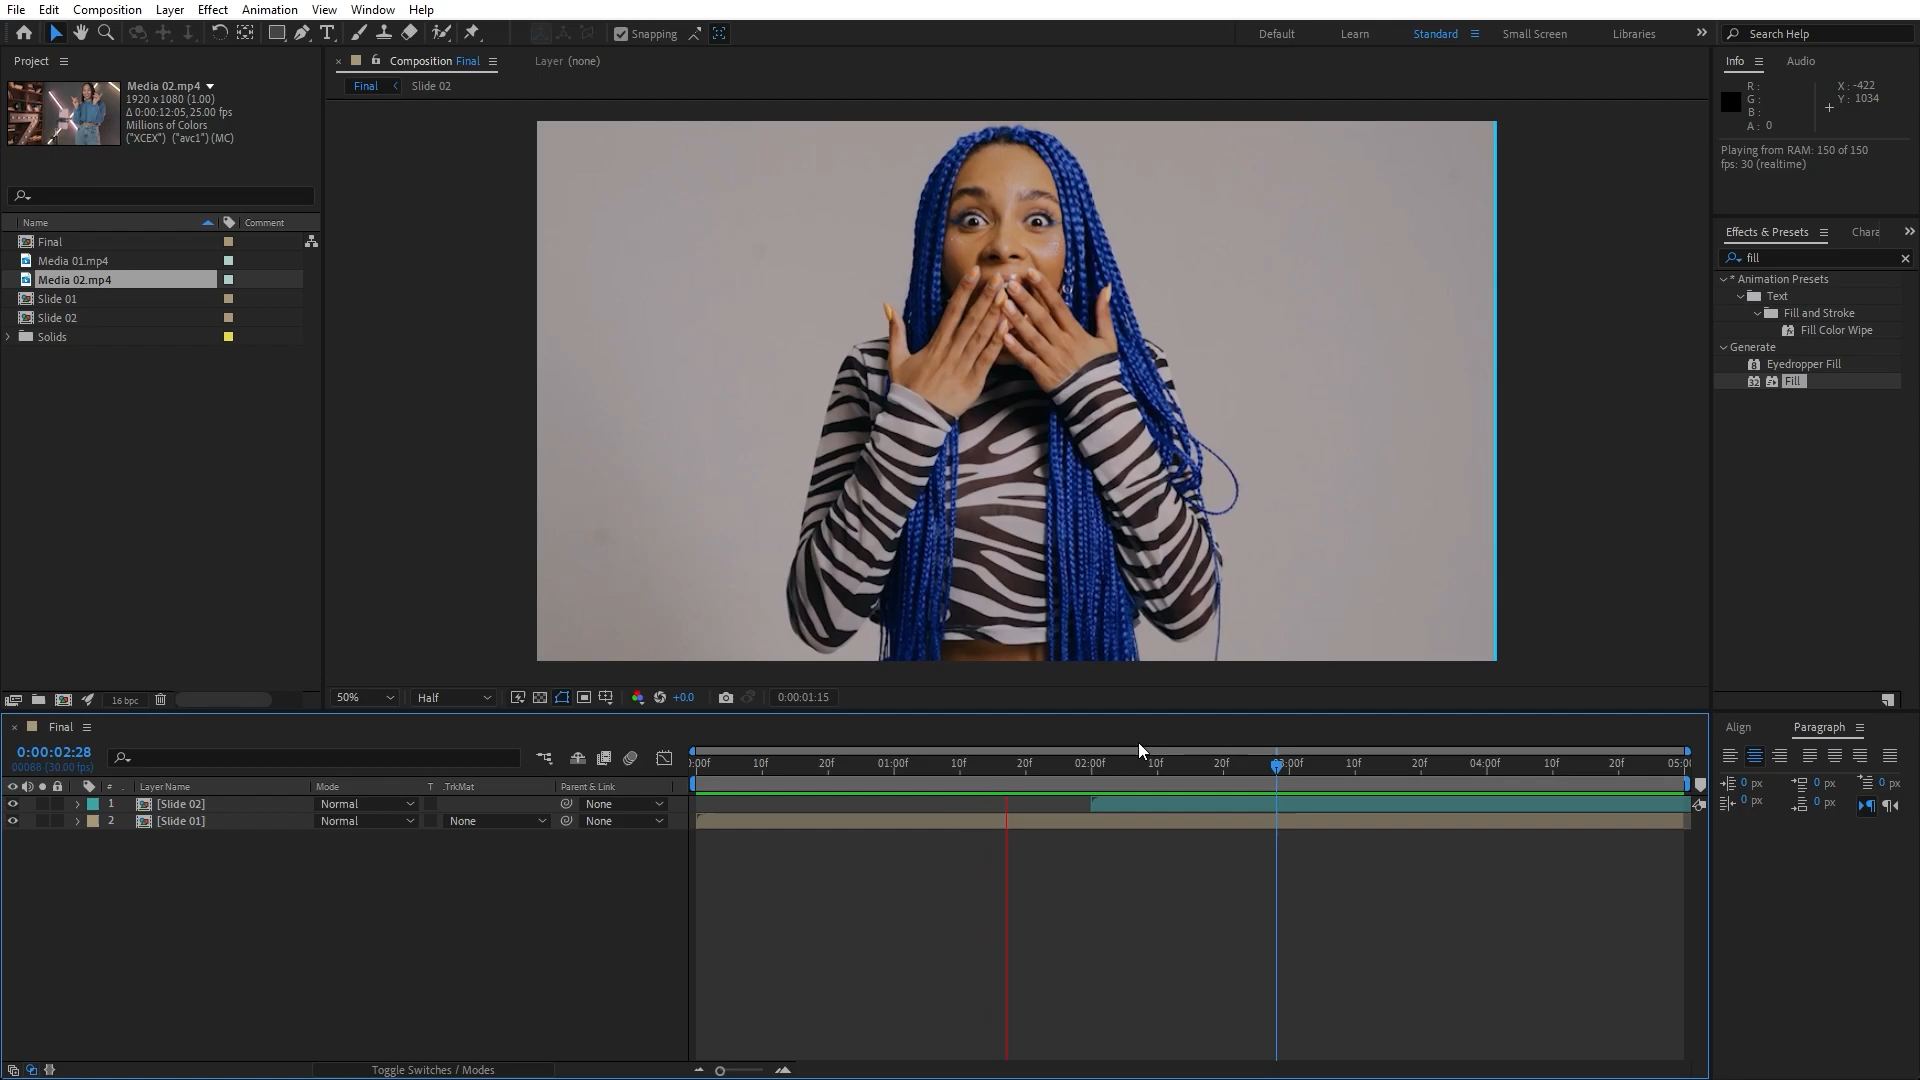 File Edit Composition Layer Effect Animation View Window Help
Snapping
Default Learn Standard Small Screen Libraries Search Help
Project
Composition Final
Layer (none)
Info Audio
Media 02.mp4
1920 x 1080 (1.00)
Δ 0:00:12:05, 25.00 fps
Millions of Colors
("XCEX") ("avc1") (MC)
Final Slide 02
R :
G :
B :
A : 0
X : -422
Y : 1034
Playing from RAM: 150 of 150
fps: 30 (realtime)
Name Comment
Final
Media 01.mp4
Media 02.mp4
Slide 01
Slide 02
Solids
Effects & Presets Chara
fill
* Animation Presets
Text
Fill and Stroke
Fill Color Wipe
Generate
Eyedropper Fill
32 Fill
16 bpc
50% Half +0.0 0:00:01:15
Final
0:00:02:28
00088 (30.00 fps)
:00f 10f 20f 01:00f 10f 20f 02:00f 10f 20f 03:00f 10f 20f 04:00f 10f 20f 05:00
# Layer Name Mode T .TrkMat Parent & Link
1 [Slide 02] Normal None
2 [Slide 01] Normal None None
Toggle Switches / Modes
Align Paragraph
0 px 0 px 0 px
0 px 0 px